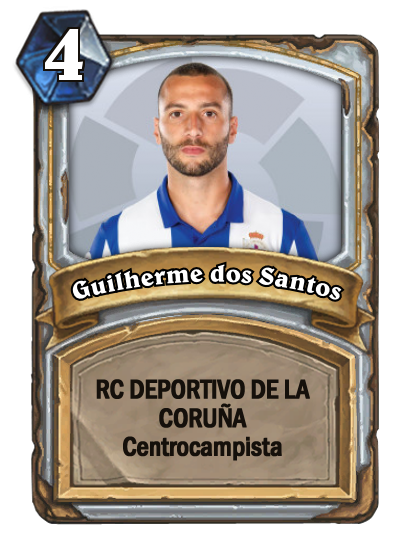 4
Guilherme dos Santos
RC DEPORTIVO DE LA
CORUÑA
Centrocampista